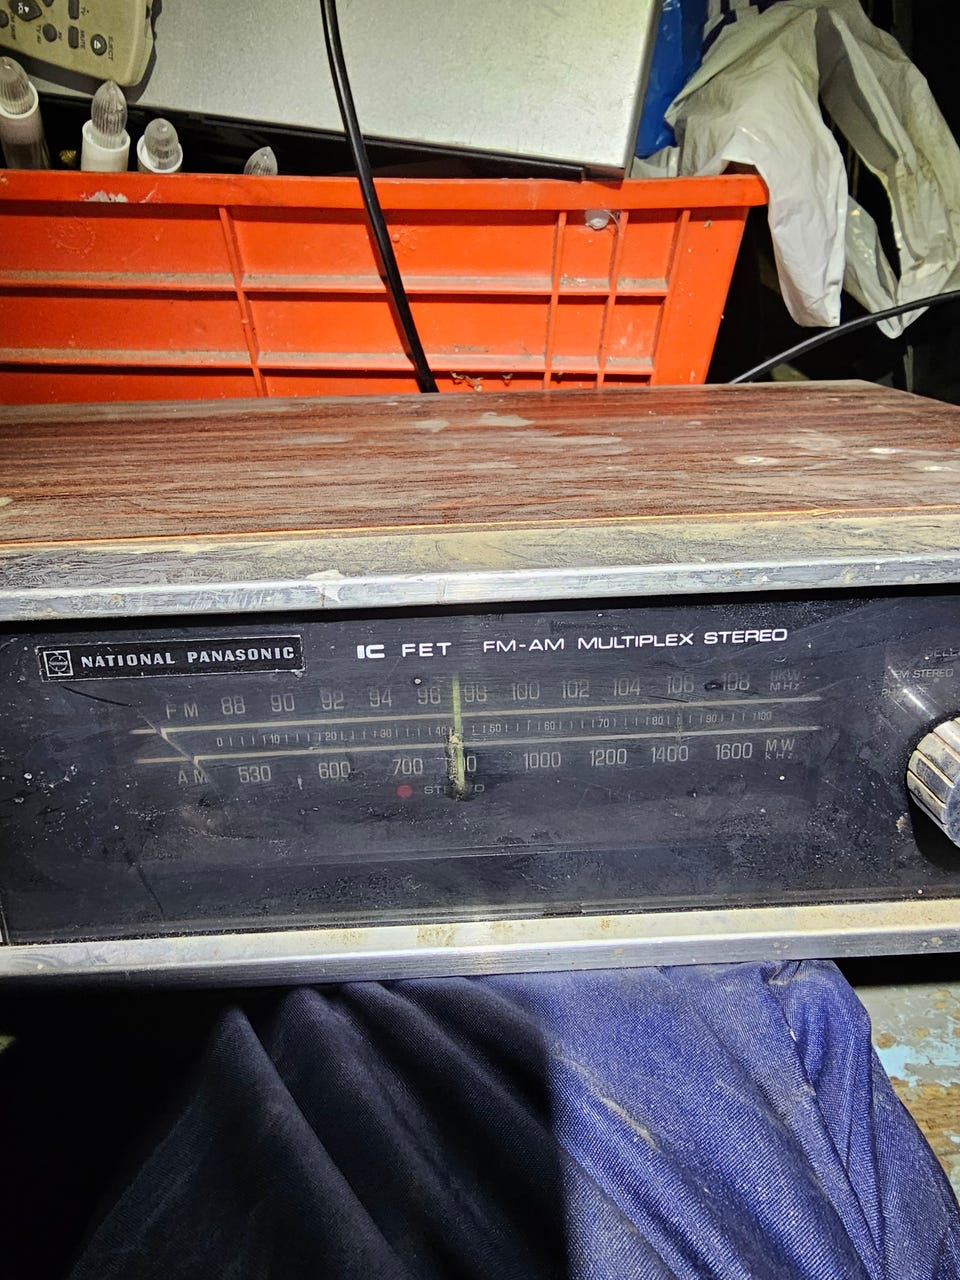 NATIONAL PANASONIC
IC FET FM-AM MULTIPLEX STEREO
FM 88 90 92 94 96 98 100 102 104 106 108 MHz
0 10 20 30 40 50 60 70 80 90 100
AM 530 600 700 1000 1200 1400 1600 MW kHz
FM STEREO